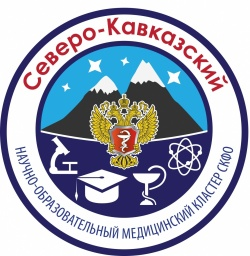 Северо-Кавказский
НАУЧНО-ОБРАЗОВАТЕЛЬНЫЙ МЕДИЦИНСКИЙ КЛАСТЕР СКФО